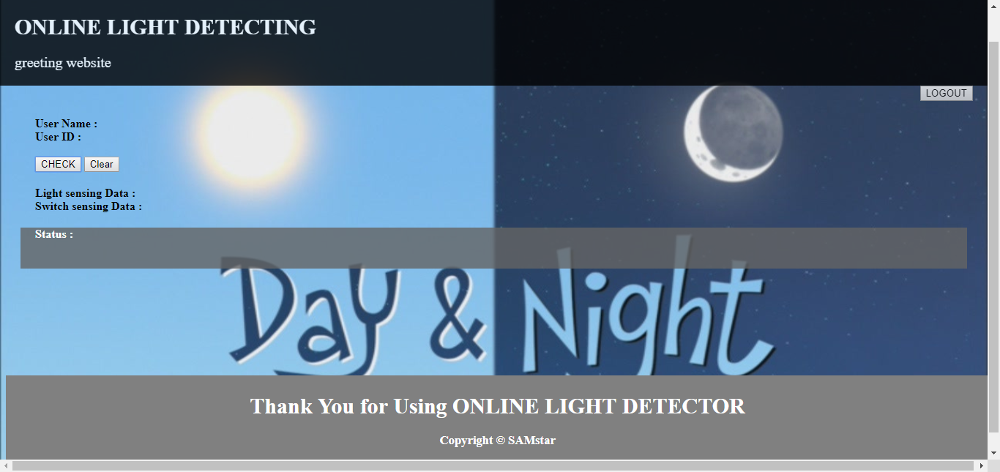 ONLINE LIGHT DETECTING
greeting website
LOGOUT
User Name :
User ID :
CHECK Clear
Light sensing Data :
Switch sensing Data :
Status :
Day & Night
Thank You for Using ONLINE LIGHT DETECTOR
Copyright © SAMstar